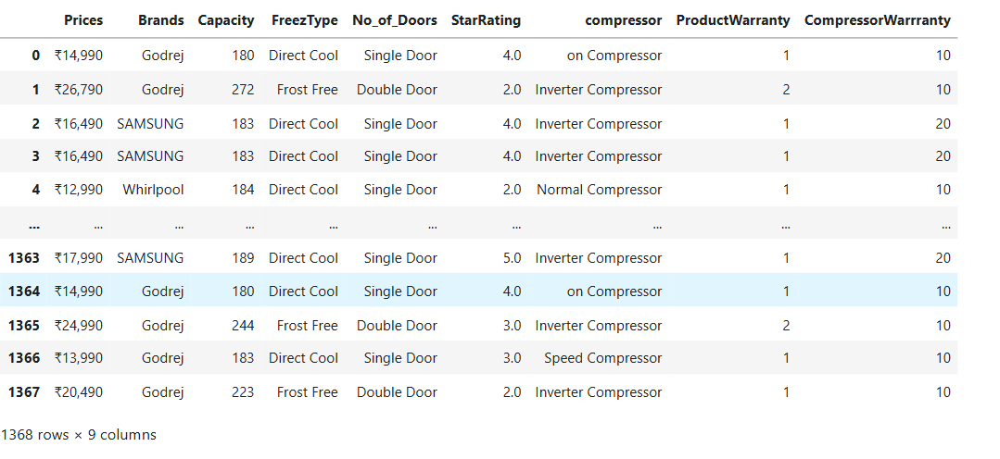 Prices Brands Capacity FreezType No_of_Doors StarRating compressor ProductWarranty CompressorWarrranty
0 ₹14,990 Godrej 180 Direct Cool Single Door 4.0 on Compressor 1 10
1 ₹26,790 Godrej 272 Frost Free Double Door 2.0 Inverter Compressor 2 10
2 ₹16,490 SAMSUNG 183 Direct Cool Single Door 4.0 Inverter Compressor 1 20
3 ₹16,490 SAMSUNG 183 Direct Cool Single Door 4.0 Inverter Compressor 1 20
4 ₹12,990 Whirlpool 184 Direct Cool Single Door 2.0 Normal Compressor 1 10
... ... ... ... ... ... ... ... ... ...
1363 ₹17,990 SAMSUNG 189 Direct Cool Single Door 5.0 Inverter Compressor 1 20
1364 ₹14,990 Godrej 180 Direct Cool Single Door 4.0 on Compressor 1 10
1365 ₹24,990 Godrej 244 Frost Free Double Door 3.0 Inverter Compressor 2 10
1366 ₹13,990 Godrej 183 Direct Cool Single Door 3.0 Speed Compressor 1 10
1367 ₹20,490 Godrej 223 Frost Free Double Door 2.0 Inverter Compressor 1 10
1368 rows × 9 columns